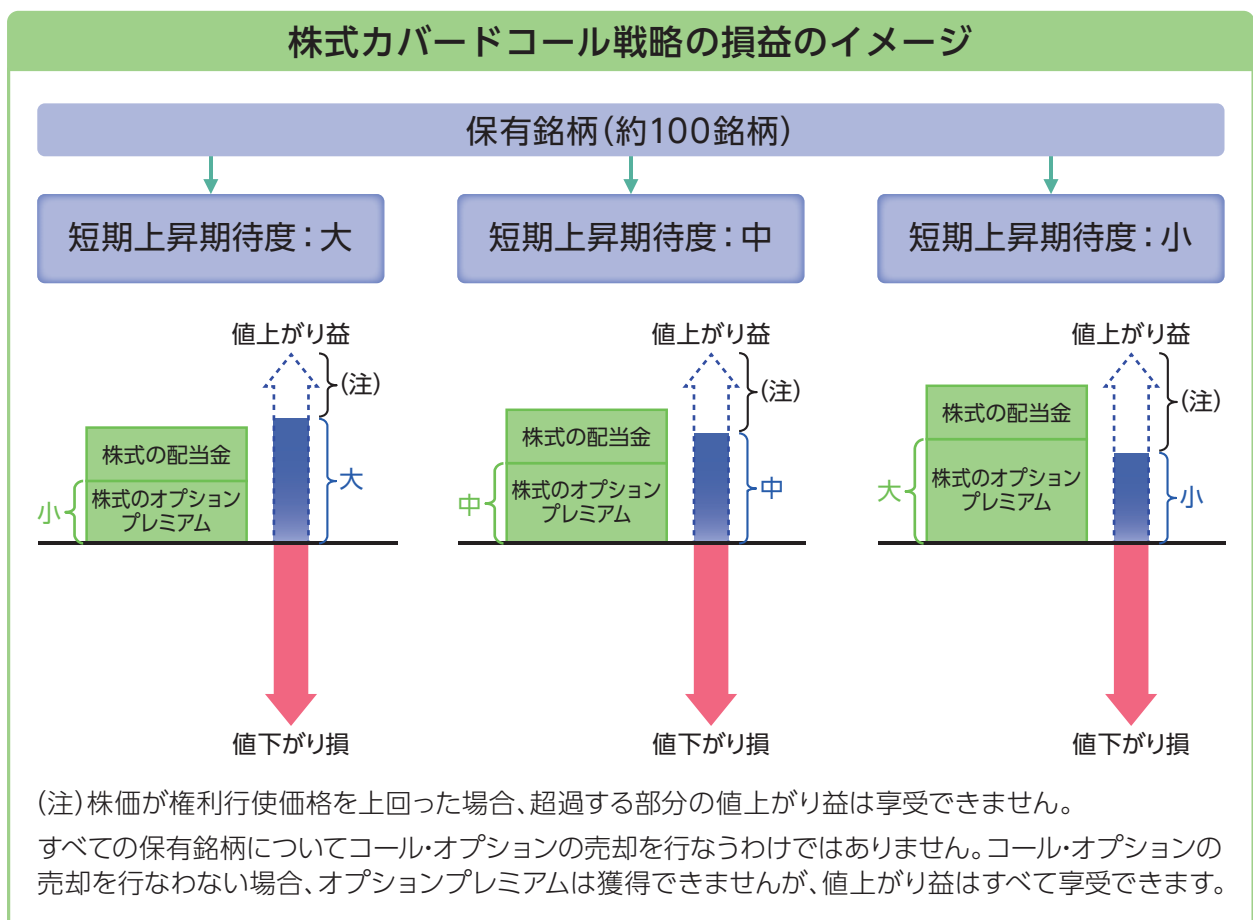 株式カバードコール戦略の損益のイメージ
保有銘柄(約100銘柄)
短期上昇期待度：大
短期上昇期待度：中
短期上昇期待度：小
値上がり益
(注)
株式の配当金
株式のオプション
プレミアム
小
大
値下がり損
値上がり益
(注)
株式の配当金
株式のオプション
プレミアム
中
中
値下がり損
値上がり益
(注)
株式の配当金
株式のオプション
プレミアム
大
小
値下がり損
(注)株価が権利行使価格を上回った場合、超過する部分の値上がり益は享受できません。
すべての保有銘柄についてコール・オプションの売却を行なうわけではありません。コール・オプションの
売却を行なわない場合、オプションプレミアムは獲得できませんが、値上がり益はすべて享受できます。